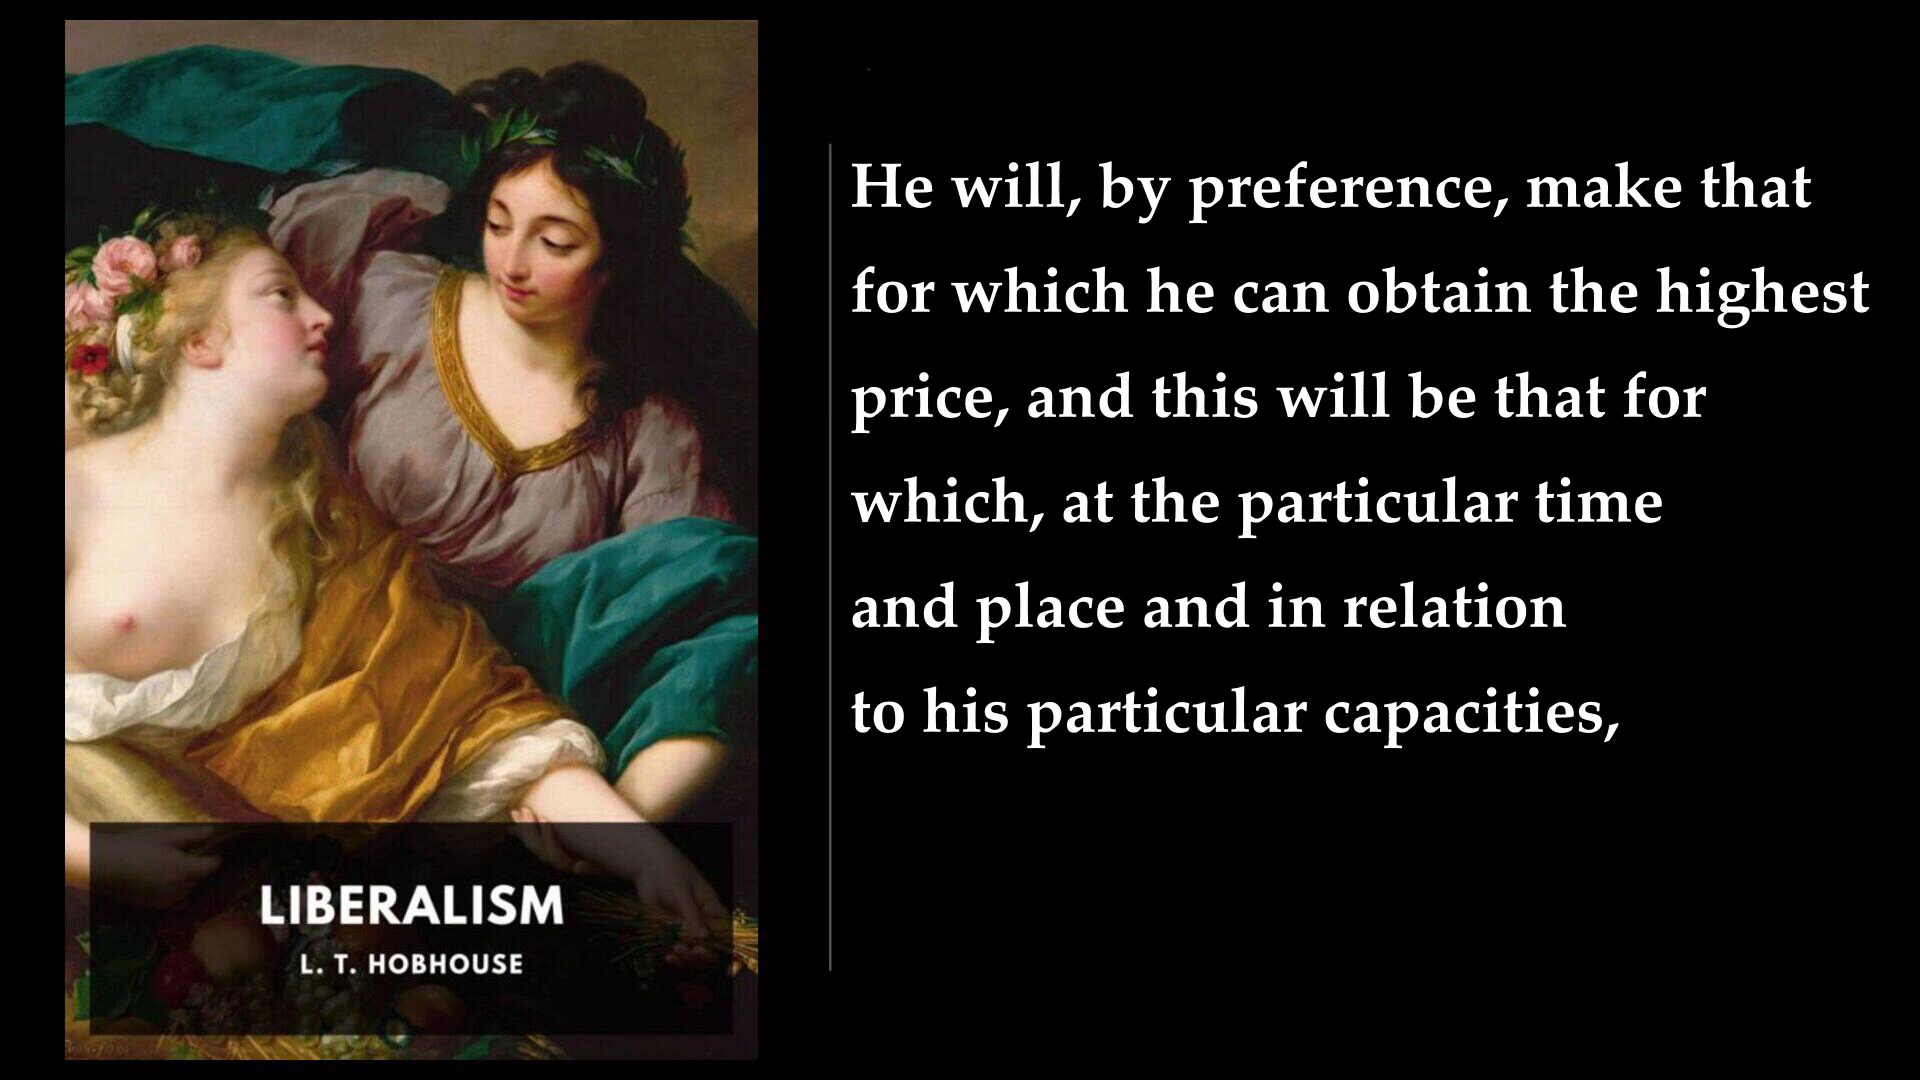 He will, by preference, make that
for which he can obtain the highest
price, and this will be that for
which, at the particular time
and place and in relation
to his particular capacities,
LIBERALISM
L. T. HOBHOUSE